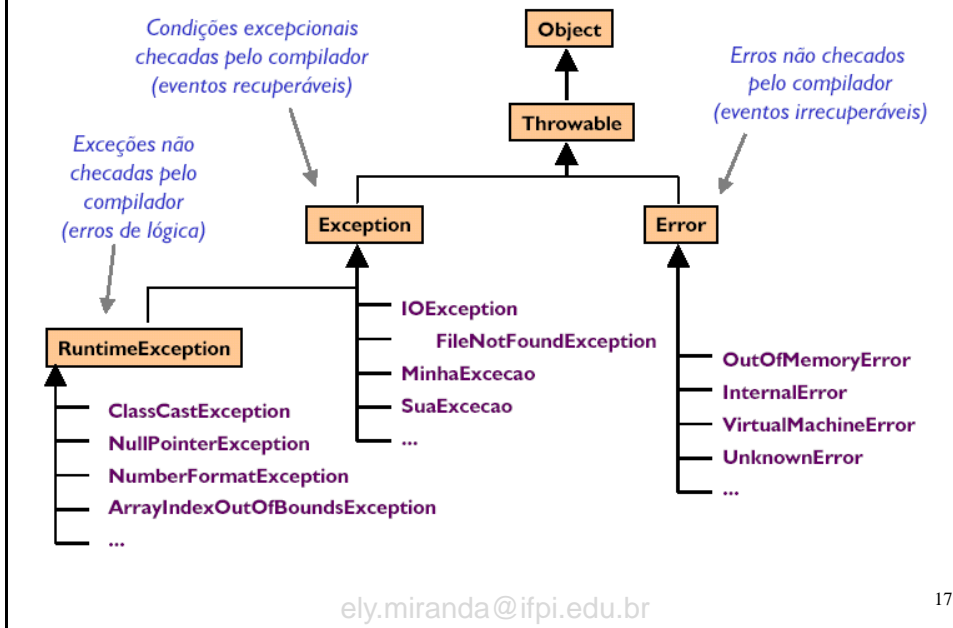 Condições excepcionais
checadas pelo compilador
(eventos recuperáveis)
Object
Erros não checados
pelo compilador
(eventos irrecuperáveis)
Throwable
Exceções não
checadas pelo
compilador
(erros de lógica)
Exception
Error
RuntimeException
ClassCastException
NullPointerException
NumberFormatException
ArrayIndexOutOfBoundsException
...
IOException
FileNotFoundException
MinhaExcecao
SuaExcecao
...
OutOfMemoryError
InternalError
VirtualMachineError
UnknownError
...
ely.miranda@ifpi.edu.br
17